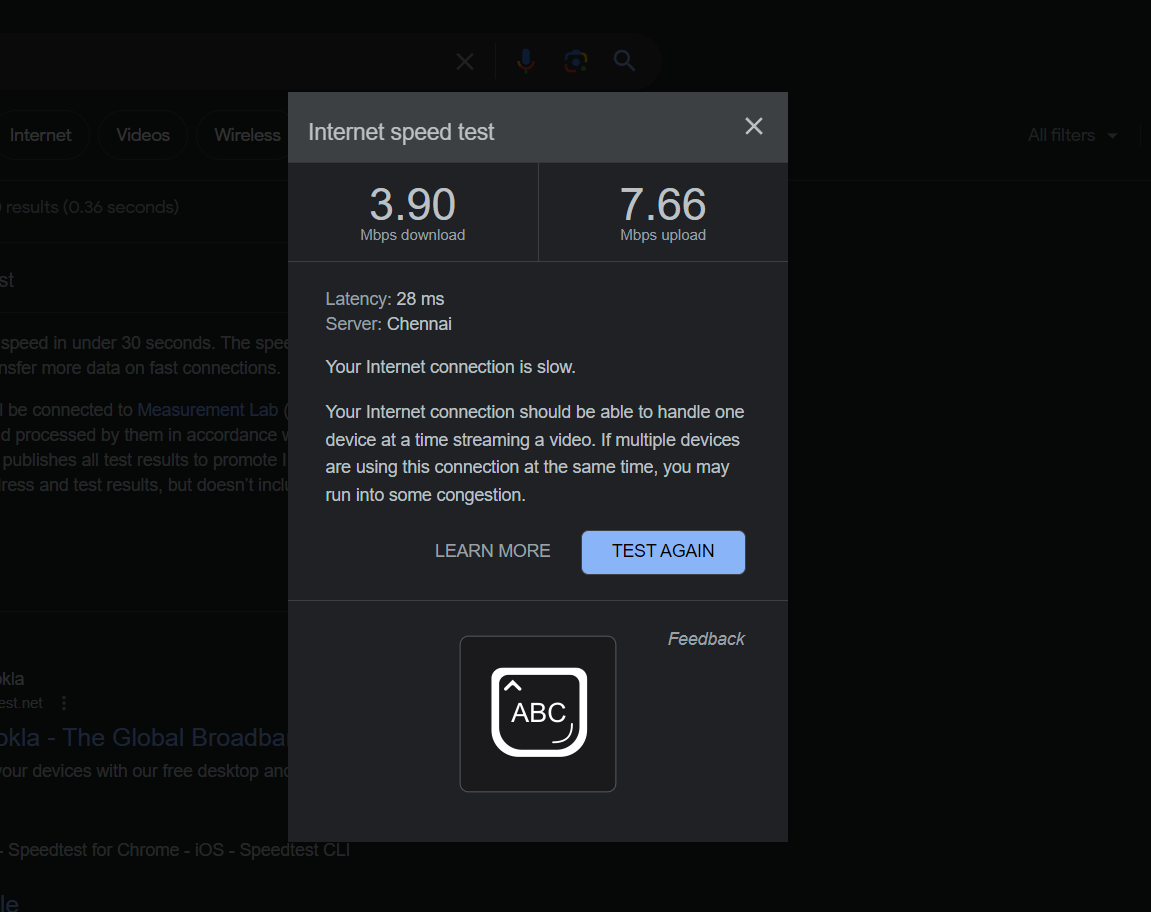 Internet
Videos
Wireless
All filters
results (0.36 seconds)
Internet speed test
3.90
Mbps download
7.66
Mbps upload
Latency: 28 ms
Server: Chennai
Your Internet connection is slow.
Your Internet connection should be able to handle one
device at a time streaming a video. If multiple devices
are using this connection at the same time, you may
run into some congestion.
LEARN MORE
TEST AGAIN
Feedback
ABC
st
speed in under 30 seconds. The spee
nsfer more data on fast connections.
l be connected to Measurement Lab (
d processed by them in accordance w
publishes all test results to promote I
ress and test results, but doesn't inclu
okla
est.net
okla - The Global Broadba
your devices with our free desktop and
- Speedtest for Chrome - iOS - Speedtest CLI
le